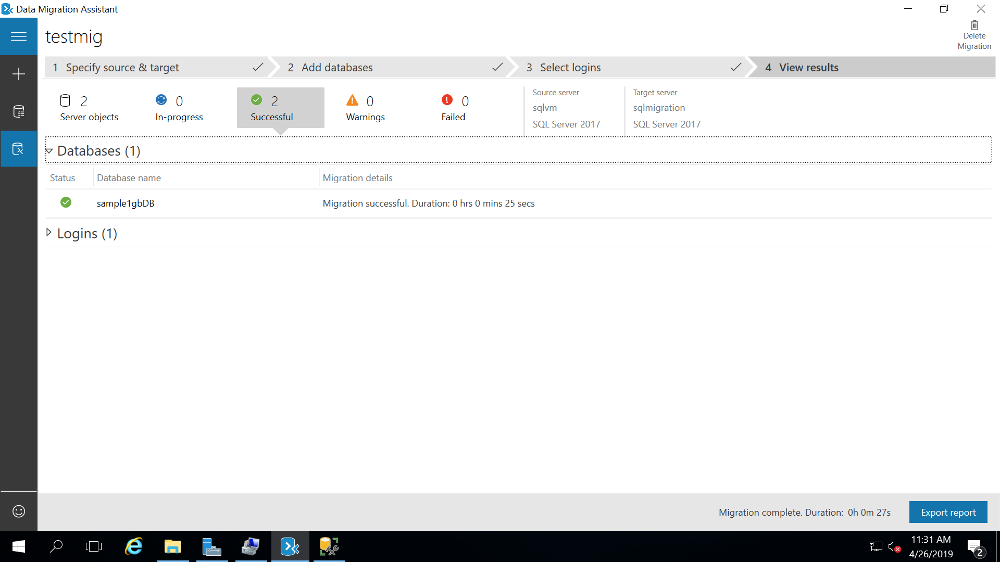 Data Migration Assistant
testmig
Delete
Migration
1 Specify source & target
2 Add databases
3 Select logins
4 View results
2
Server objects
0
In-progress
2
Successful
0
Warnings
0
Failed
Source server
sqlvm
SQL Server 2017
Target server
sqlmigration
SQL Server 2017
Databases (1)
Status Database name Migration details
sample1gbDB Migration successful. Duration: 0 hrs 0 mins 25 secs
Logins (1)
Migration complete. Duration: 0h 0m 27s
Export report
11:31 AM
4/26/2019
2